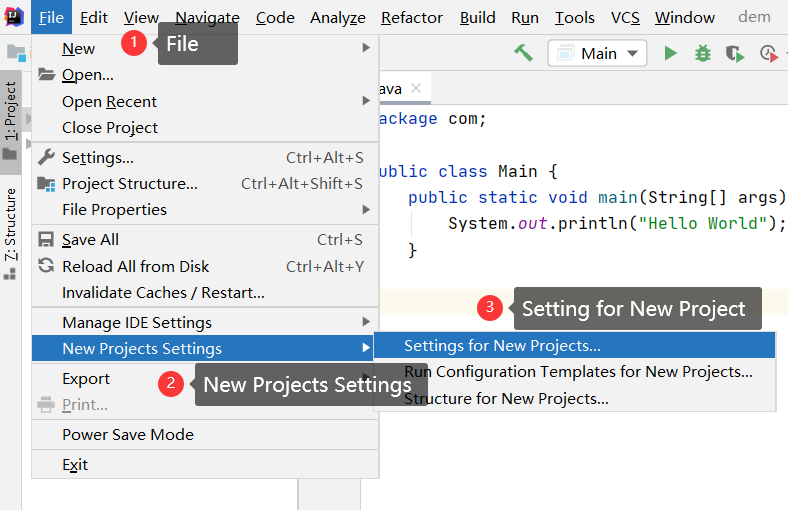 File Edit View Navigate Code Analyze Refactor Build Run Tools VCS Window dem
1 File
New
Open...
Open Recent
Close Project
Settings... Ctrl+Alt+S
Project Structure... Ctrl+Alt+Shift+S
File Properties
Save All Ctrl+S
Reload All from Disk Ctrl+Alt+Y
Invalidate Caches / Restart...
Manage IDE Settings
New Projects Settings
Export
Print...
Power Save Mode
Exit
2 New Projects Settings
3 Setting for New Project
Settings for New Projects...
Run Configuration Templates for New Projects...
Structure for New Projects...
1: Project
Z: Structure
Main
ava
ackage com;
ublic class Main {
public static void main(String[] args)
System.out.println("Hello World");
}